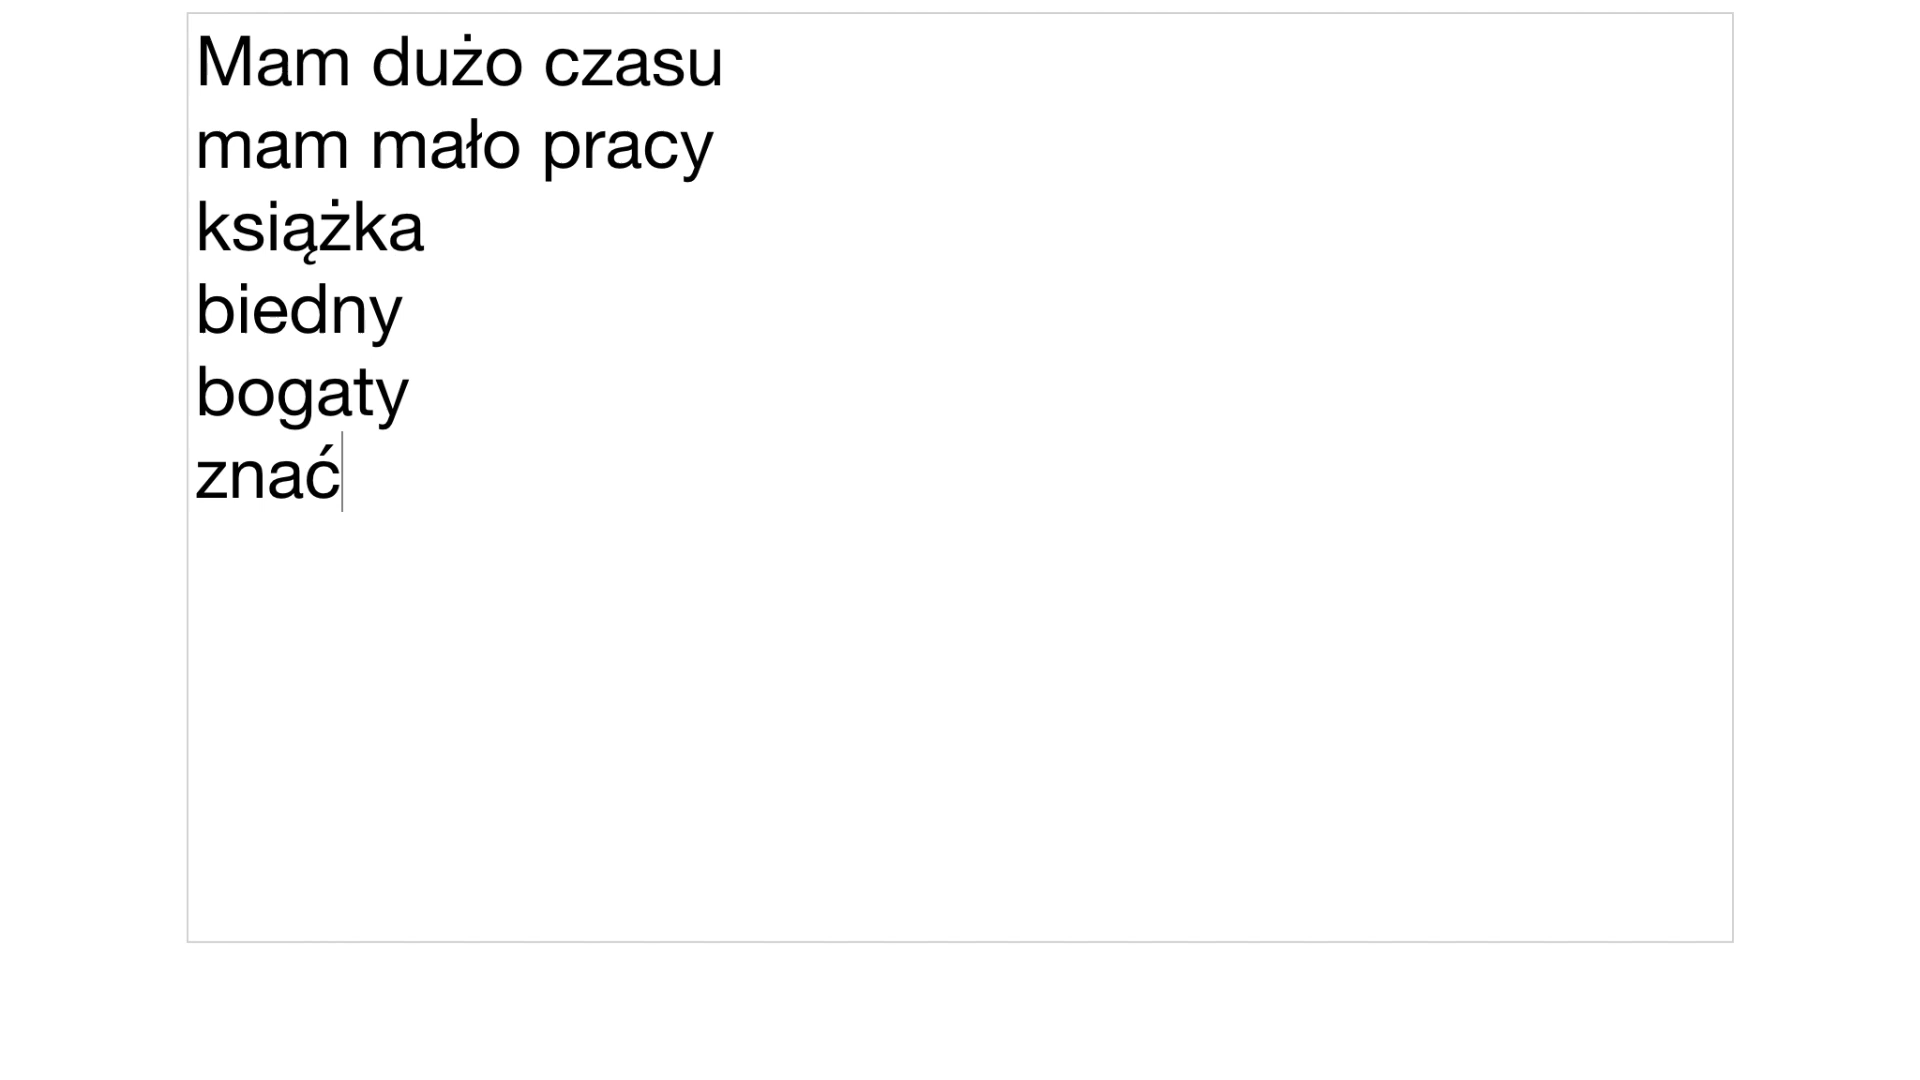 Mam dużo czasu
mam mało pracy
książka
biedny
bogaty
znać